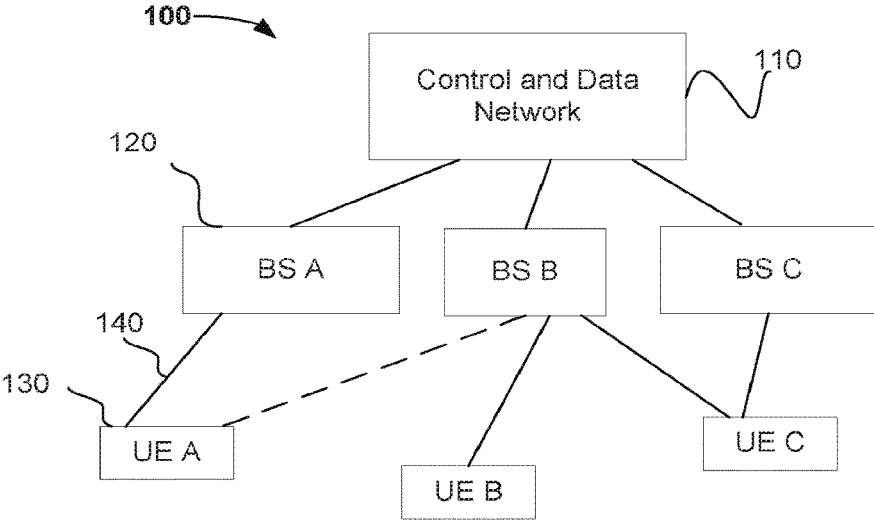 100
Control and Data
Network
110
120
BS A
BS B
BS C
140
130
UE A
UE B
UE C